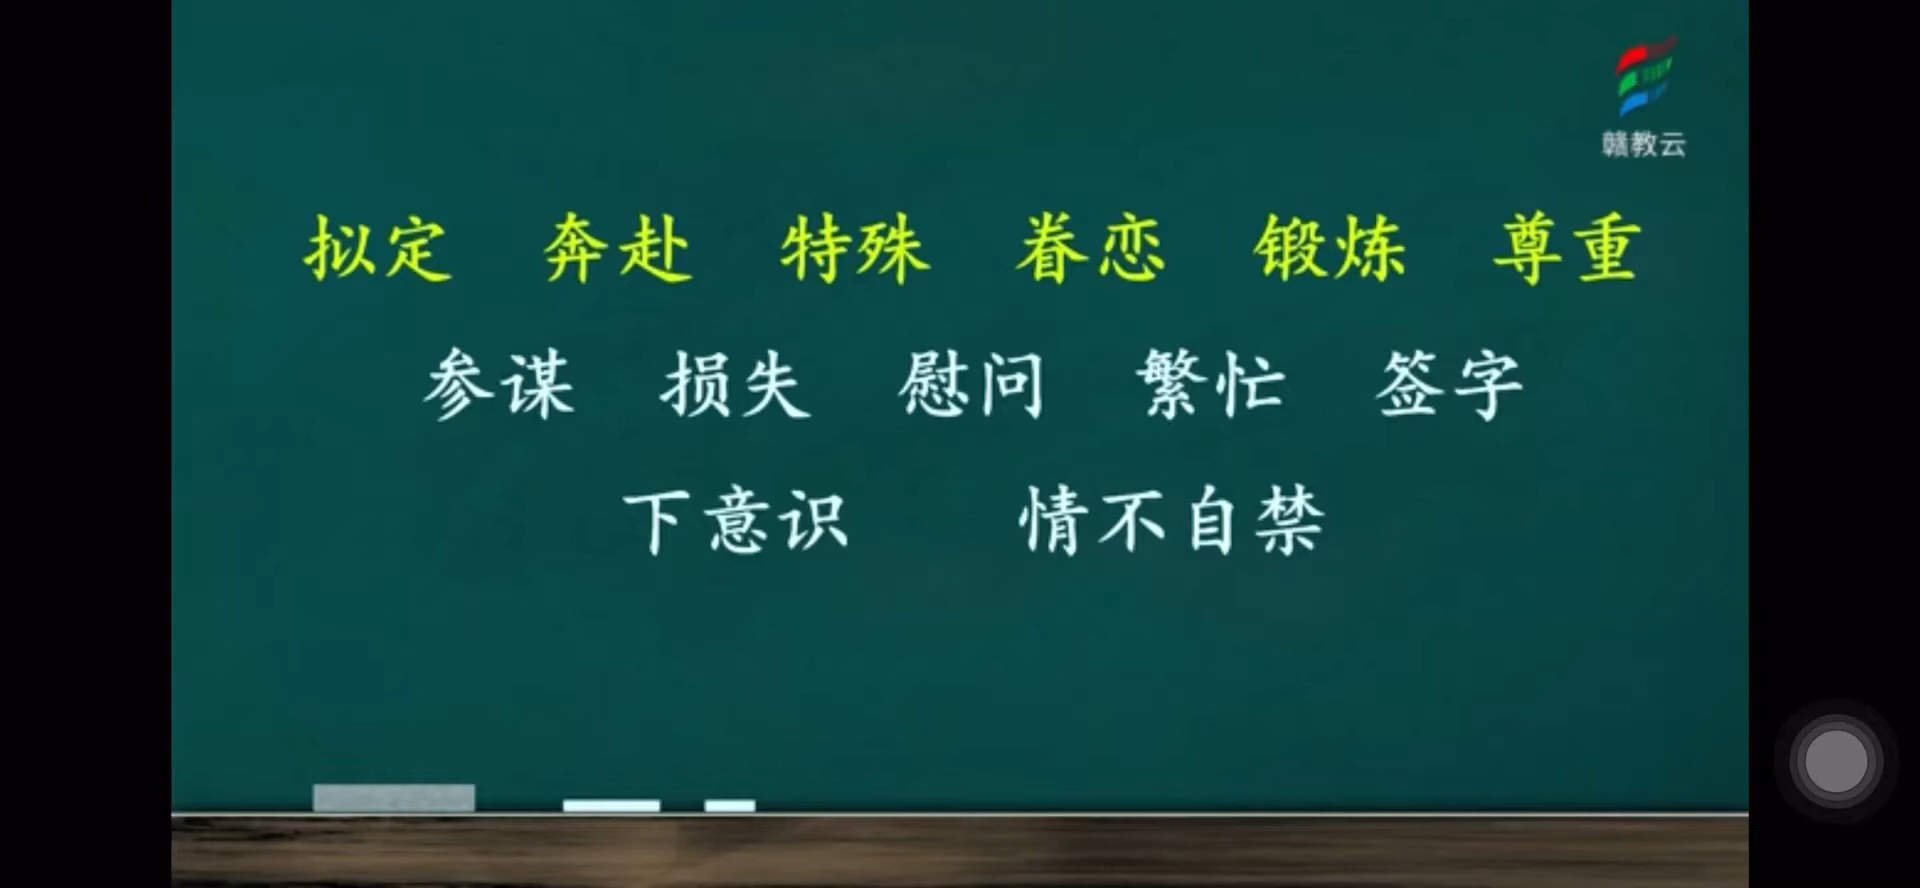 赣教云
拟定 奔赴 特殊 眷恋 锻炼 尊重
参谋 损失 慰问 繁忙 签字
下意识 情不自禁